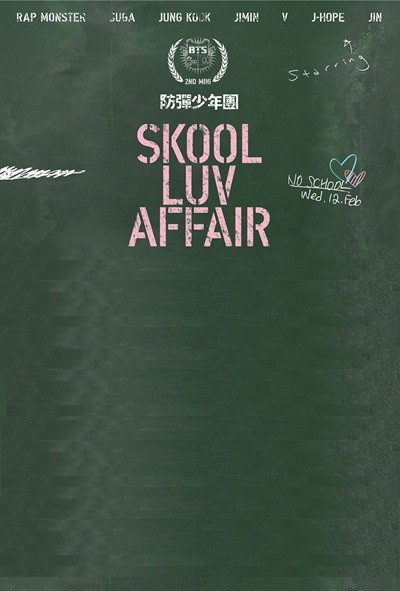 RAP MONSTER SUGA JUNG KOOK JIMIN V J-HOPE JIN
Starring
BTS
2ND MINI
防彈少年團
SKOOL
LUV
AFFAIR
NO SCHOOL
Wed, 12. Feb